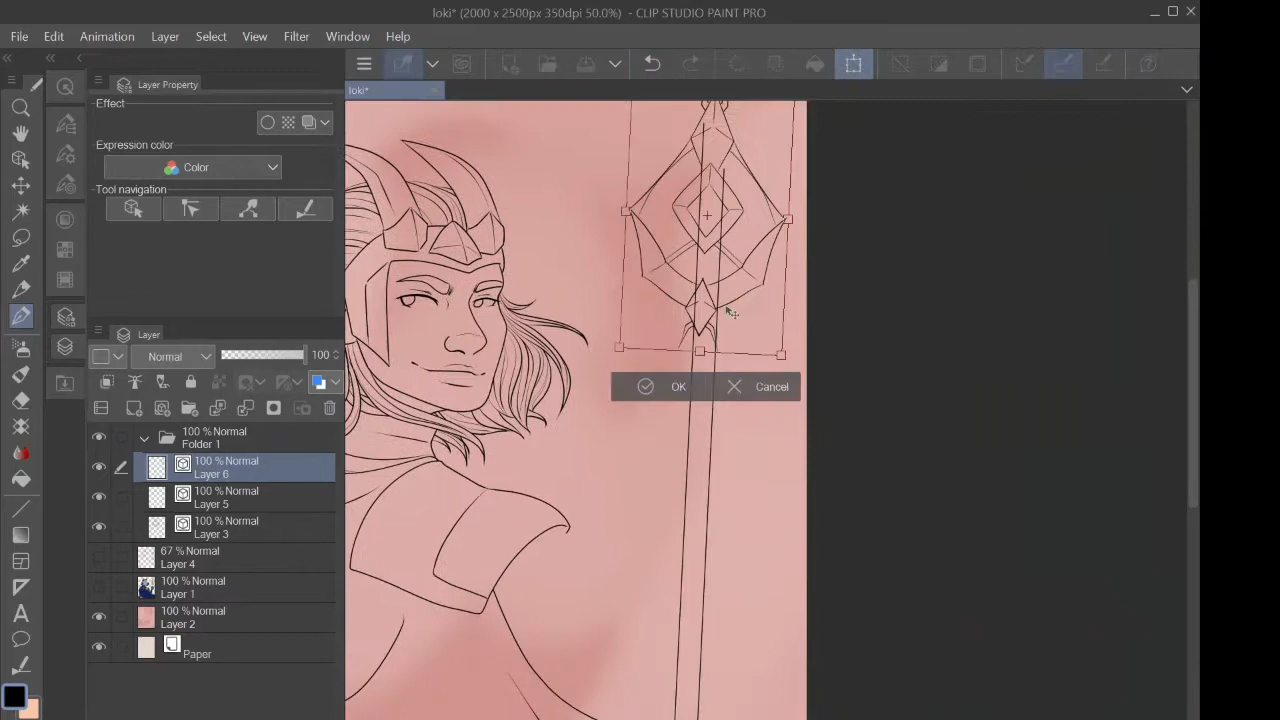 loki* (2000 x 2500px 350dpi 50.0%) - CLIP STUDIO PAINT PRO
File Edit Animation Layer Select View Filter Window Help
Layer Property
loki*
Effect
Expression color
Color
Tool navigation
Layer
Normal 100
OK Cancel
100 % Normal
Folder 1
100 % Normal
Layer 6
100 % Normal
Layer 5
100 % Normal
Layer 3
67 % Normal
Layer 4
100 % Normal
Layer 1
100 % Normal
Layer 2
Paper